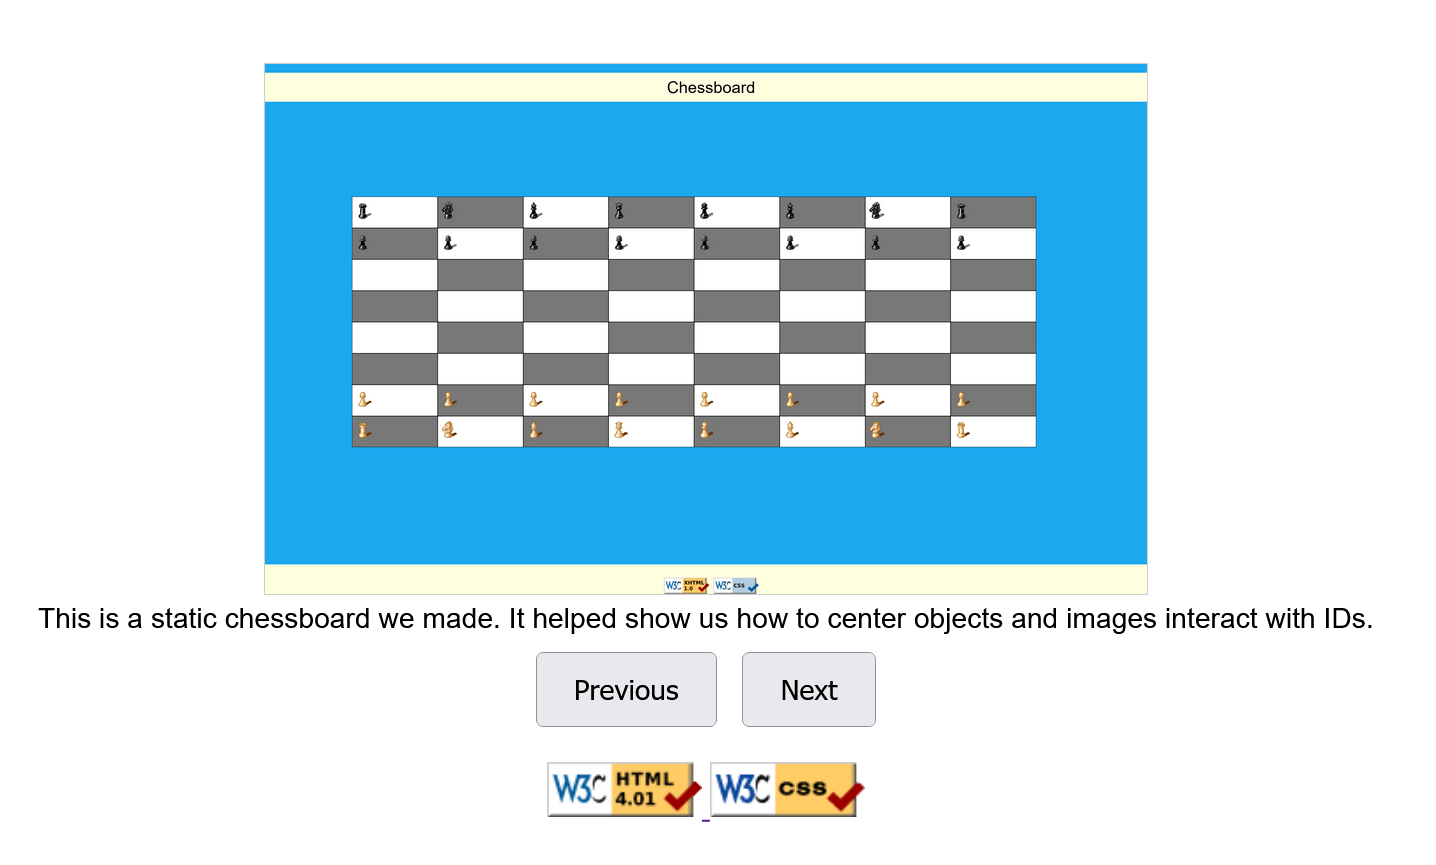 Chessboard
W3C XHTML 1.0 W3C css
This is a static chessboard we made. It helped show us how to center objects and images interact with IDs.
Previous Next
W3C HTML 4.01 W3C css